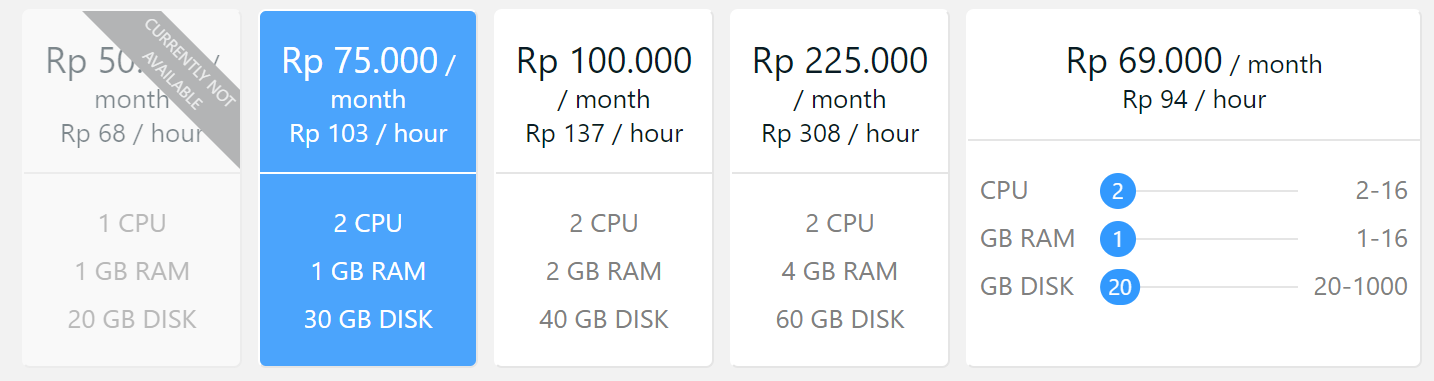 Rp 50. /
month
Rp 68 / hour
CURRENTLY NOT
AVAILABLE
1 CPU
1 GB RAM
20 GB DISK
Rp 75.000 /
month
Rp 103 / hour
2 CPU
1 GB RAM
30 GB DISK
Rp 100.000
/ month
Rp 137 / hour
2 CPU
2 GB RAM
40 GB DISK
Rp 225.000
/ month
Rp 308 / hour
2 CPU
4 GB RAM
60 GB DISK
Rp 69.000 / month
Rp 94 / hour
CPU 2 2-16
GB RAM 1 1-16
GB DISK 20 20-1000